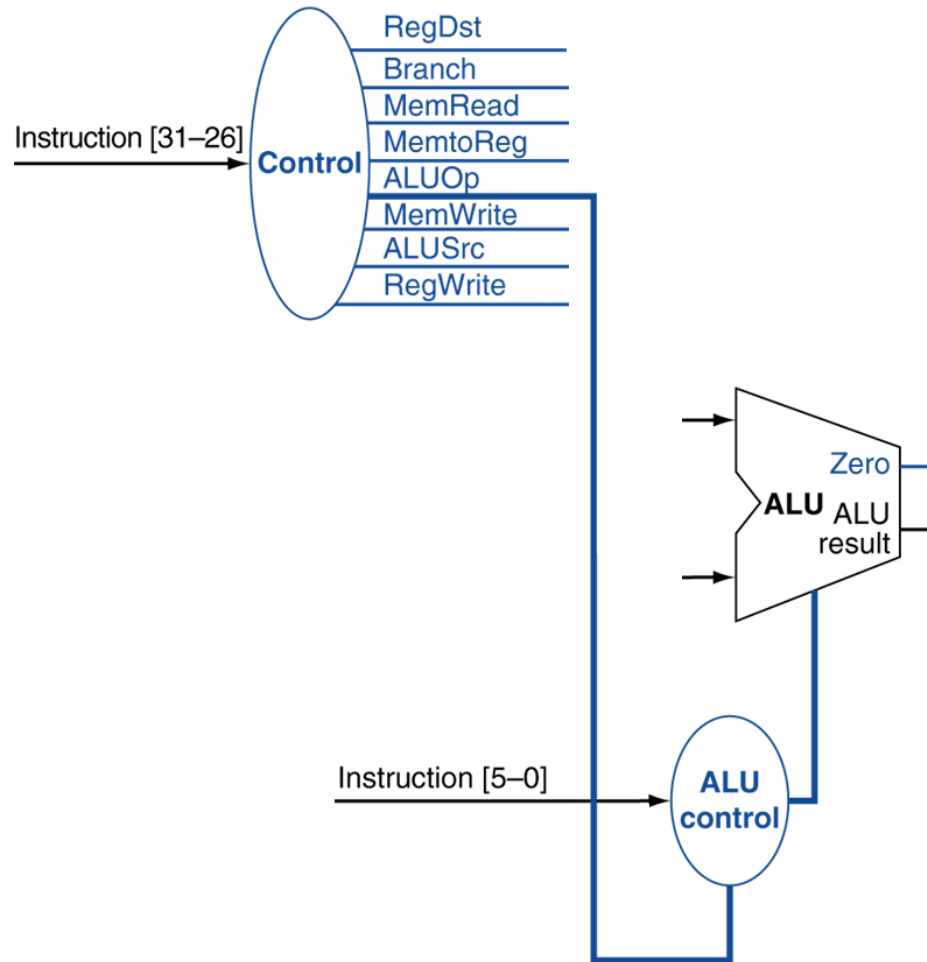 RegDst
Branch
MemRead
Instruction [31–26]
MemtoReg
Control
ALUOp
MemWrite
ALUSrc
RegWrite
Zero
ALU
ALU
result
Instruction [5–0]
ALU
control